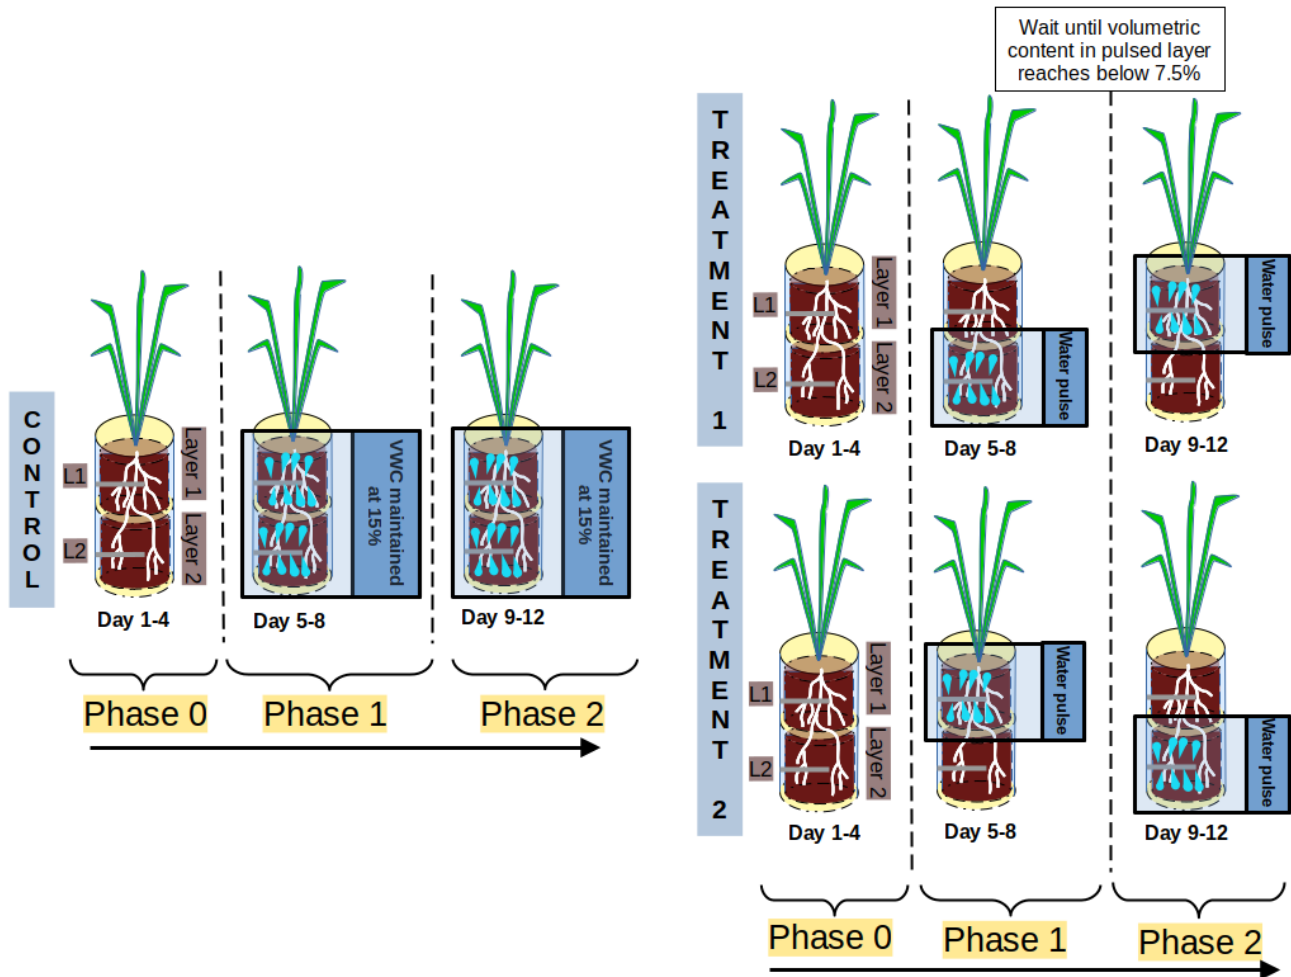 CONTROL
L1
L2
Layer 1
Layer 2
VWC maintained
at 15%
VWC maintained
at 15%
Day 1-4
Day 5-8
Day 9-12
Phase 0
Phase 1
Phase 2
Wait until volumetric
content in pulsed layer
reaches below 7.5%
TREATMENT 1
L1
L2
Layer 1
Layer 2
Water pulse
Water pulse
Day 1-4
Day 5-8
Day 9-12
TREATMENT 2
L1
L2
Layer 1
Layer 2
Water pulse
Water pulse
Day 1-4
Day 5-8
Day 9-12
Phase 0
Phase 1
Phase 2